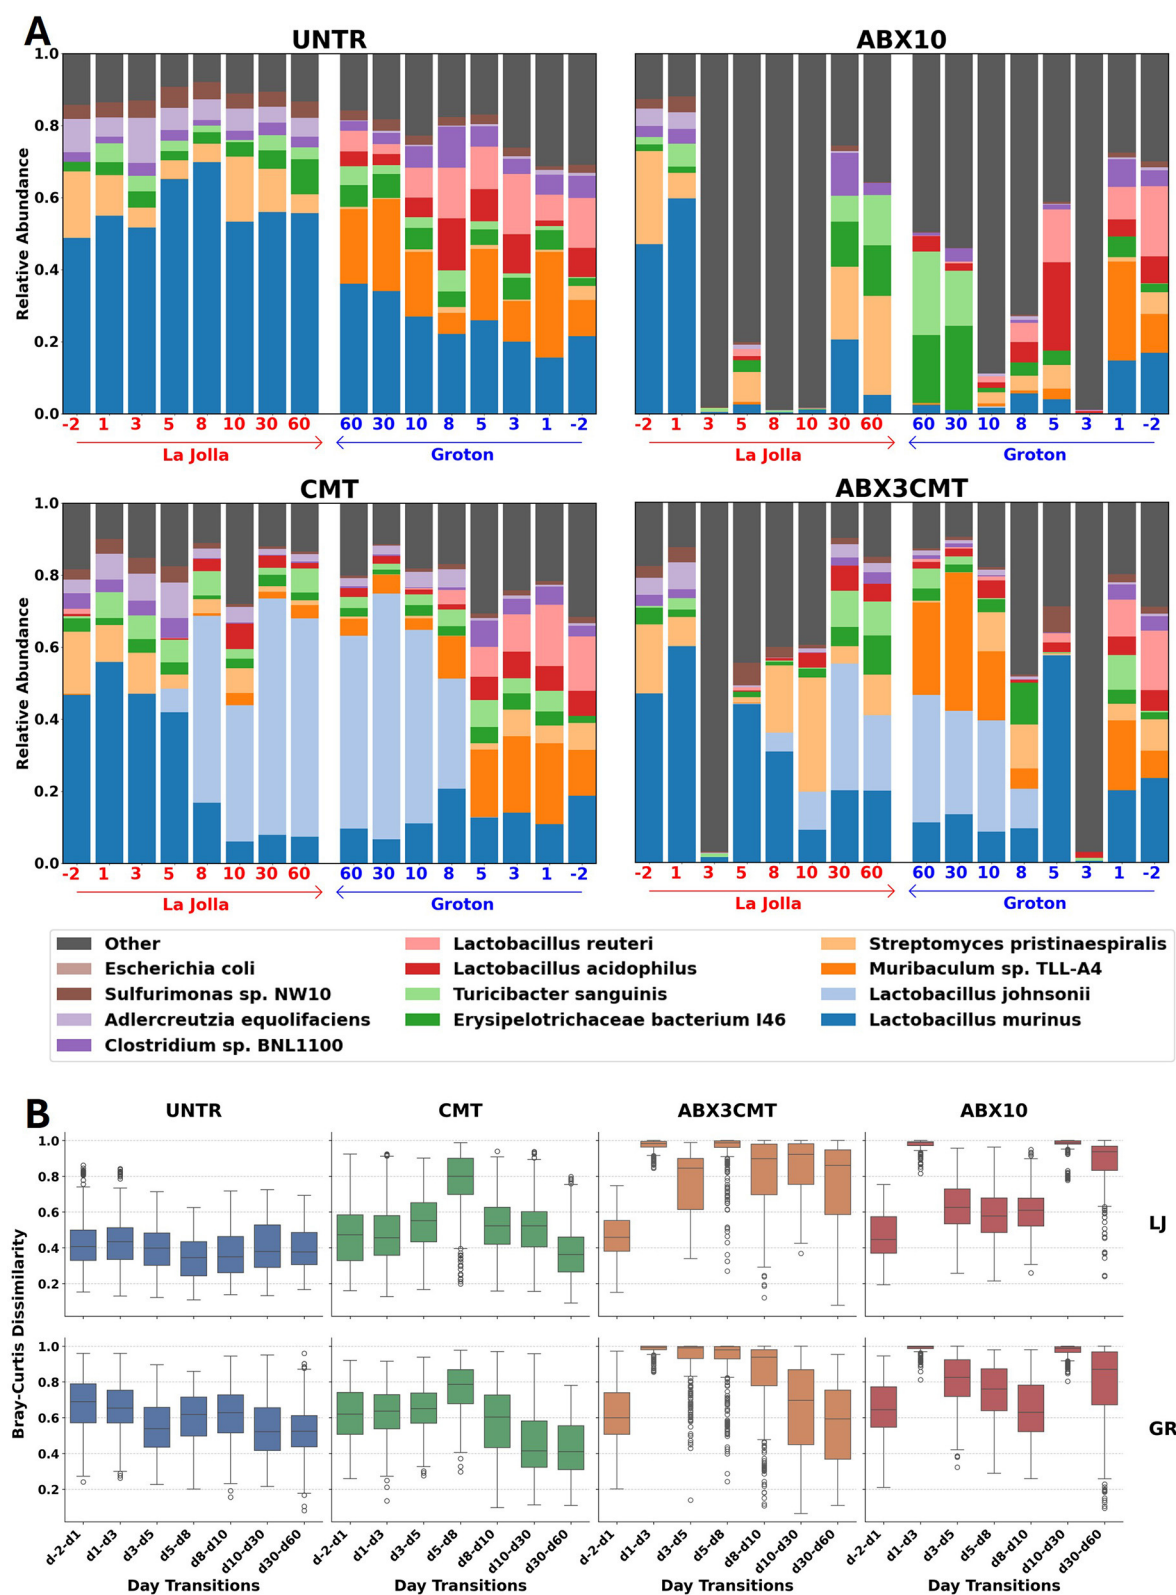 A
UNTR
ABX10
Relative Abundance
1.0
0.8
0.6
0.4
0.2
0.0
-2 1 3 5 8 10 30 60 60 30 10 8 5 3 1 -2
-2 1 3 5 8 10 30 60 60 30 10 8 5 3 1 -2
La Jolla Groton
La Jolla Groton
CMT
ABX3CMT
Relative Abundance
1.0
0.8
0.6
0.4
0.2
0.0
-2 1 3 5 8 10 30 60 60 30 10 8 5 3 1 -2
-2 1 3 5 8 10 30 60 60 30 10 8 5 3 1 -2
La Jolla Groton
La Jolla Groton
Other
Escherichia coli
Sulfurimonas sp. NW10
Adlercreutzia equolifaciens
Clostridium sp. BNL1100
Lactobacillus reuteri
Lactobacillus acidophilus
Turicibacter sanguinis
Erysipelotrichaceae bacterium I46
Streptomyces pristinaespiralis
Muribaculum sp. TLL-A4
Lactobacillus johnsonii
Lactobacillus murinus
B
UNTR
CMT
ABX3CMT
ABX10
Bray-Curtis Dissimilarity
1.0
0.8
0.6
0.4
0.2
LJ
1.0
0.8
0.6
0.4
0.2
GR
d-2-d1 d1-d3 d3-d5 d5-d8 d8-d10 d10-d30 d30-d60
d-2-d1 d1-d3 d3-d5 d5-d8 d8-d10 d10-d30 d30-d60
d-2-d1 d1-d3 d3-d5 d5-d8 d8-d10 d10-d30 d30-d60
d-2-d1 d1-d3 d3-d5 d5-d8 d8-d10 d10-d30 d30-d60
Day Transitions
Day Transitions
Day Transitions
Day Transitions